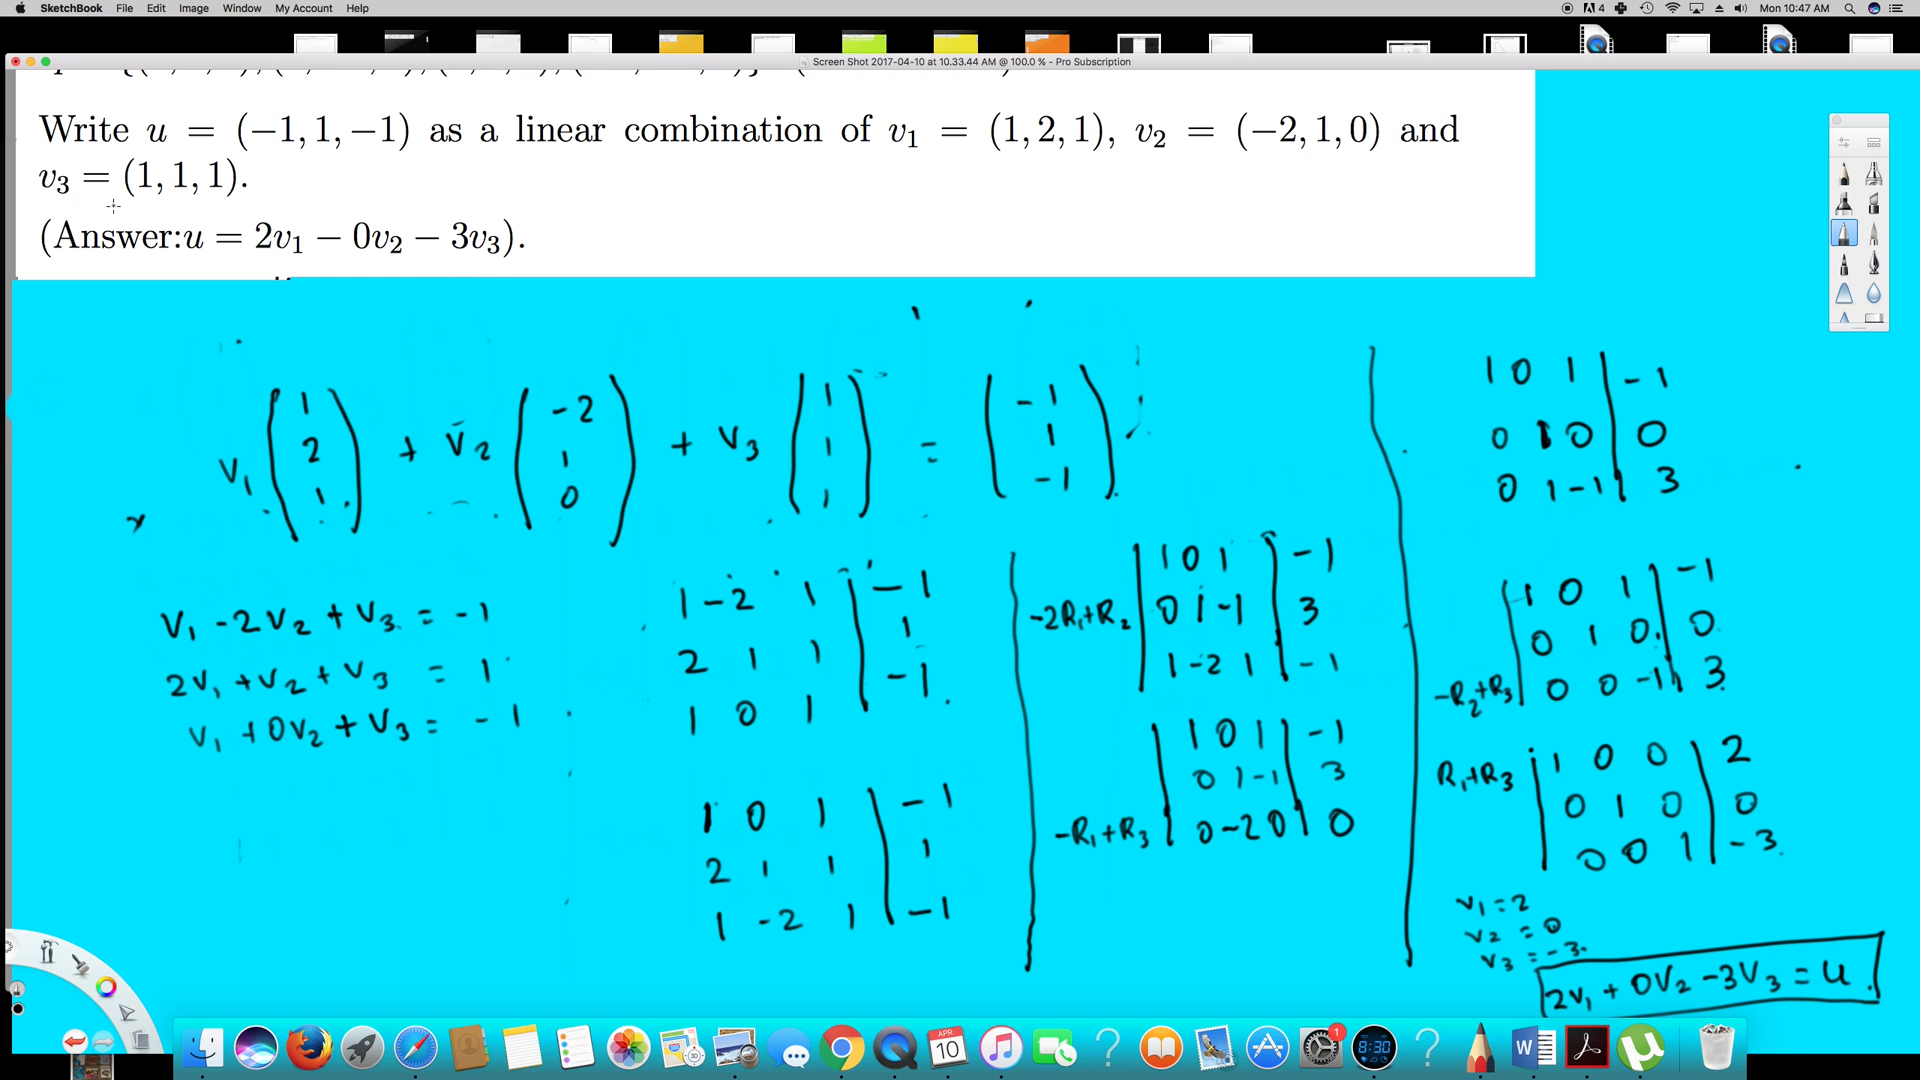 SketchBook File Edit Image Window My Account Help
4 Mon 10:47 AM
Screen Shot 2017-04-10 at 10.33.44 AM @ 100.0 % - Pro Subscription
Write u = (−1, 1, −1) as a linear combination of v₁ = (1, 2, 1), v₂ = (−2, 1, 0) and
v₃ = (1, 1, 1).
(Answer:u = 2v₁ − 0v₂ − 3v₃).
V₁ ( 1 2 1 ) + V₂ ( -2 1 0 ) + V₃ ( 1 1 1 ) = ( -1 1 -1 )
x
V₁ - 2V₂ + V₃ = -1
2V₁ + V₂ + V₃ = 1
V₁ + 0V₂ + V₃ = -1
1 -2 1 | -1
2 1 1 | 1
1 0 1 | -1
1 0 1 | -1
2 1 1 | 1
1 -2 1 | -1
| 1 0 1 | -1
-2R₁+R₂ | 0 1 -1 | 3
| 1 -2 1 | -1
| 1 0 1 | -1
| 0 1 -1 | 3
-R₁+R₃ | 0 -2 0 | 0
1 0 1 | -1
0 1 0 | 0
0 1 -1 | 3
| 1 0 1 | -1
| 0 1 0 | 0
-R₂+R₃ | 0 0 -1 | 3
R₁+R₃ | 1 0 0 | 2
| 0 1 0 | 0
| 0 0 1 | -3
V₁ = 2
V₂ = 0
V₃ = -3
2V₁ + 0V₂ - 3V₃ = u
APR
10
8:30
1
W